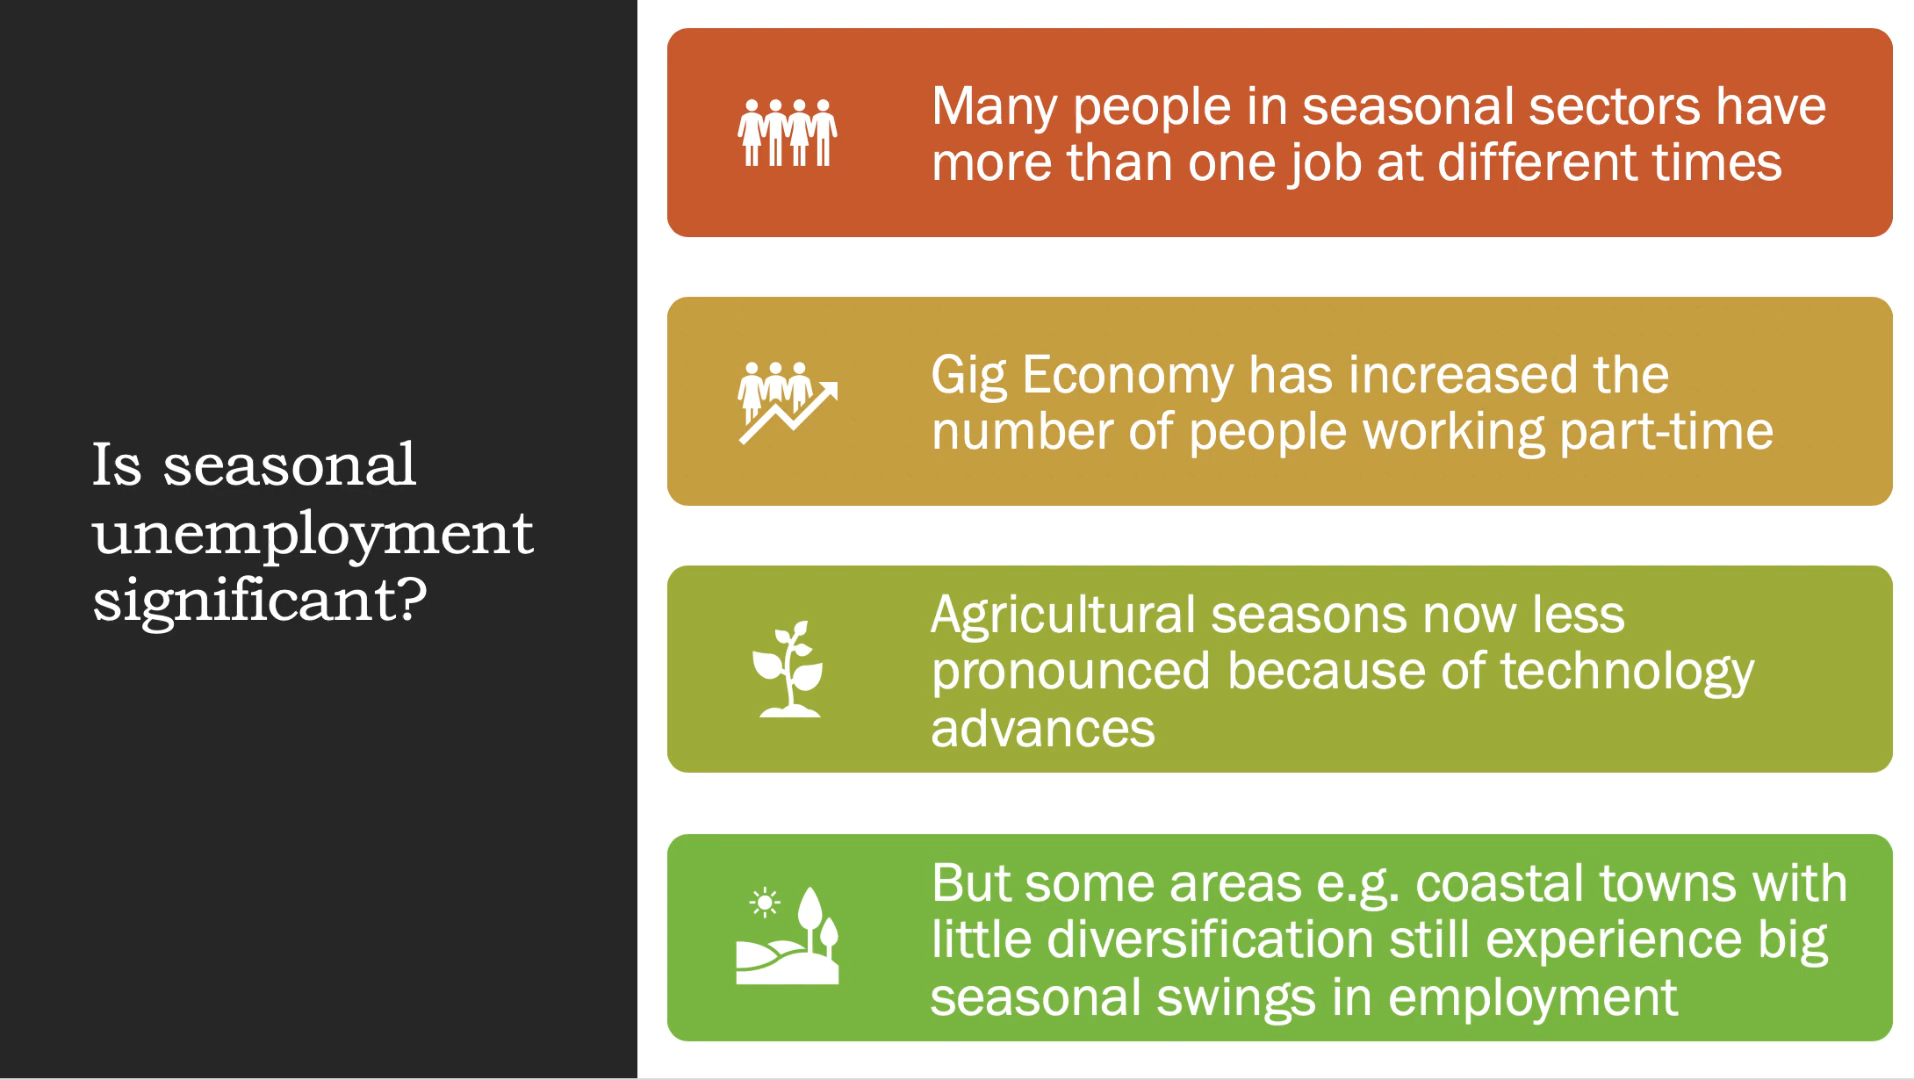 Is seasonal
unemployment
significant?
Many people in seasonal sectors have
more than one job at different times
Gig Economy has increased the
number of people working part-time
Agricultural seasons now less
pronounced because of technology
advances
But some areas e.g. coastal towns with
little diversification still experience big
seasonal swings in employment